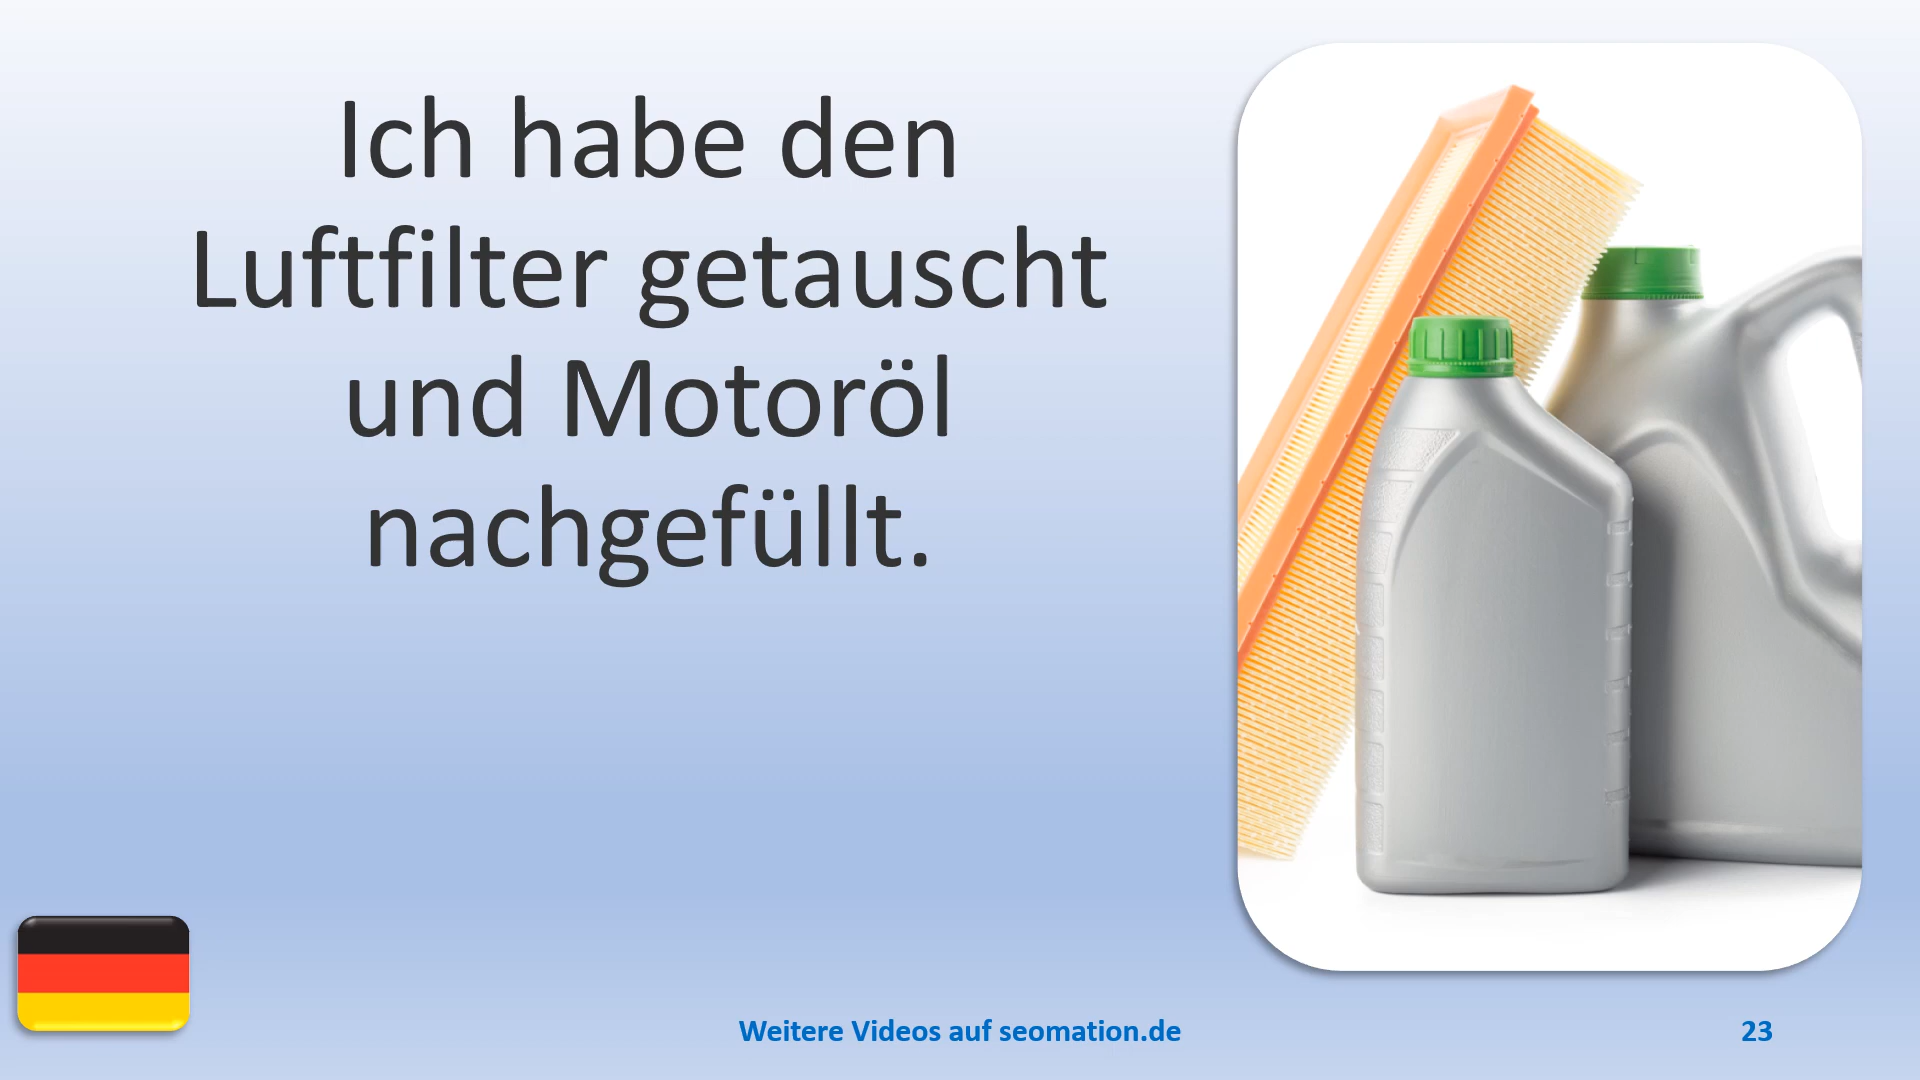 Ich habe den
Luftfilter getauscht
und Motoröl
nachgefüllt.
Weitere Videos auf seomation.de
23